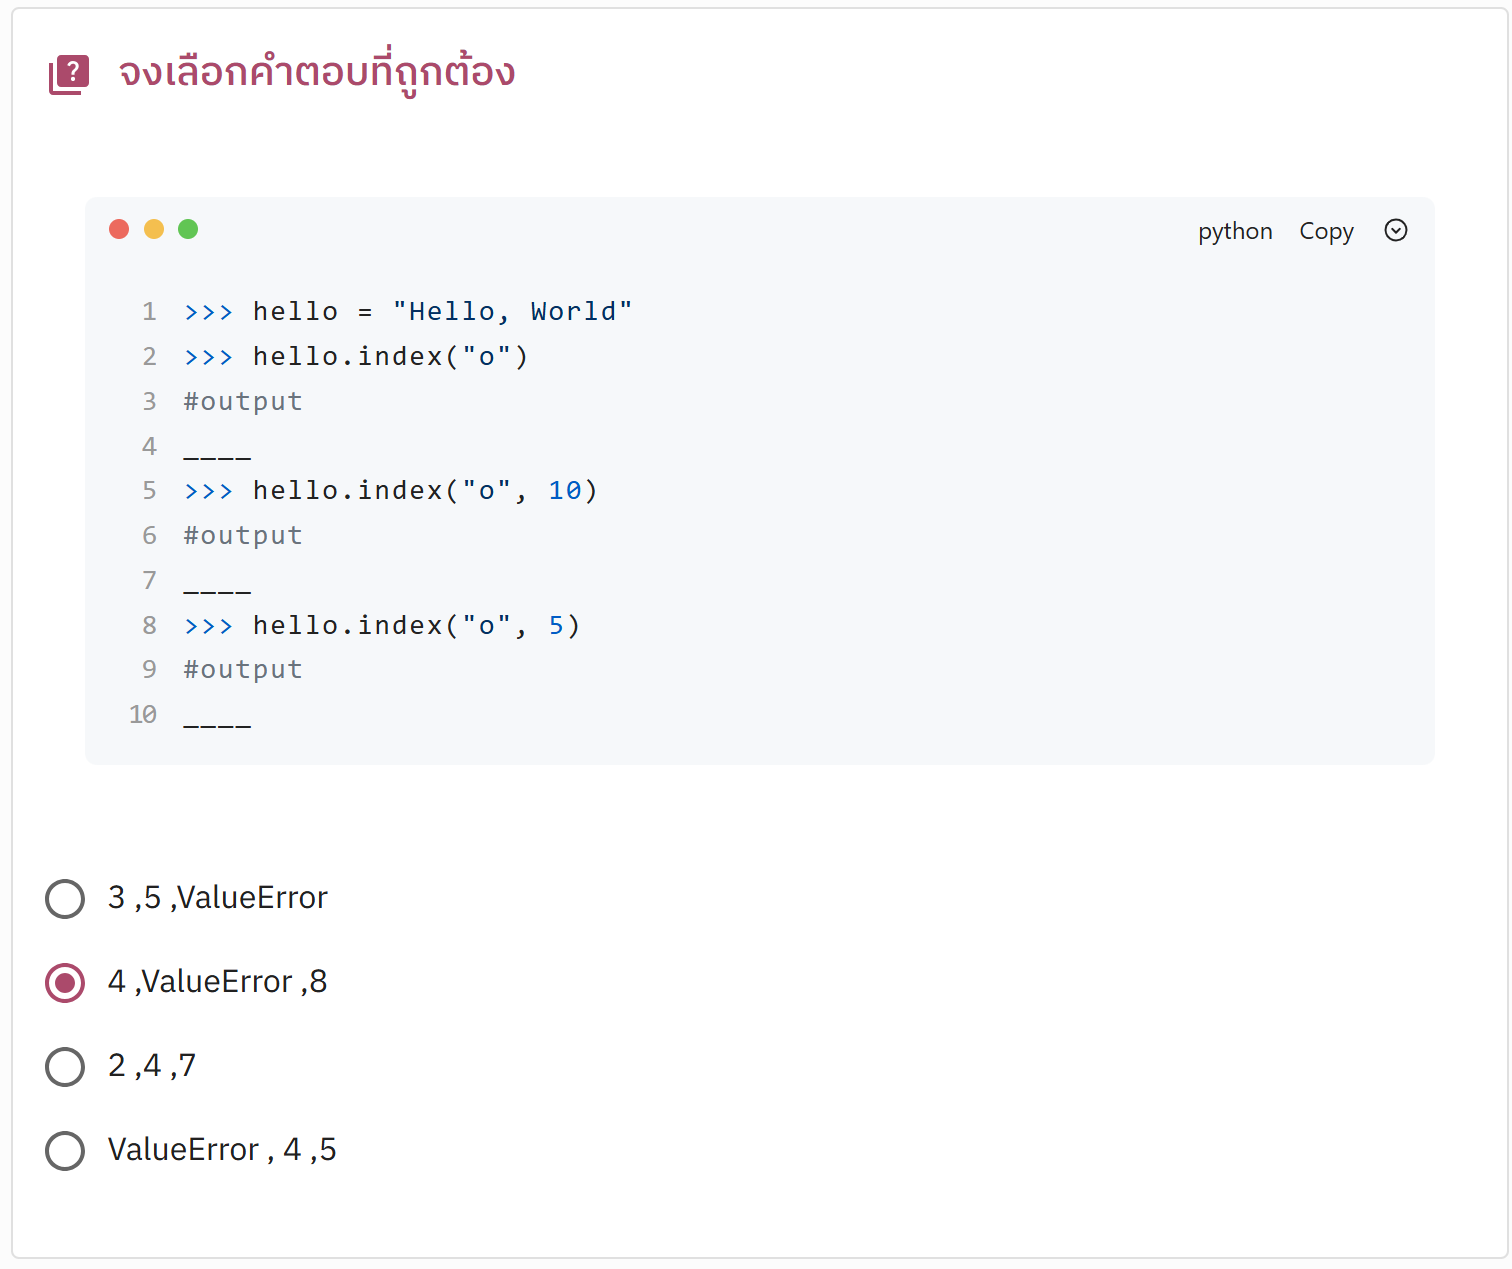 จงเลือกคำตอบที่ถูกต้อง
python Copy
1 >>> hello = "Hello, World"
2 >>> hello.index("o")
3 #output
4 ____
5 >>> hello.index("o", 10)
6 #output
7 ____
8 >>> hello.index("o", 5)
9 #output
10 ____
3 ,5 ,ValueError
4 ,ValueError ,8
2 ,4 ,7
ValueError , 4 ,5